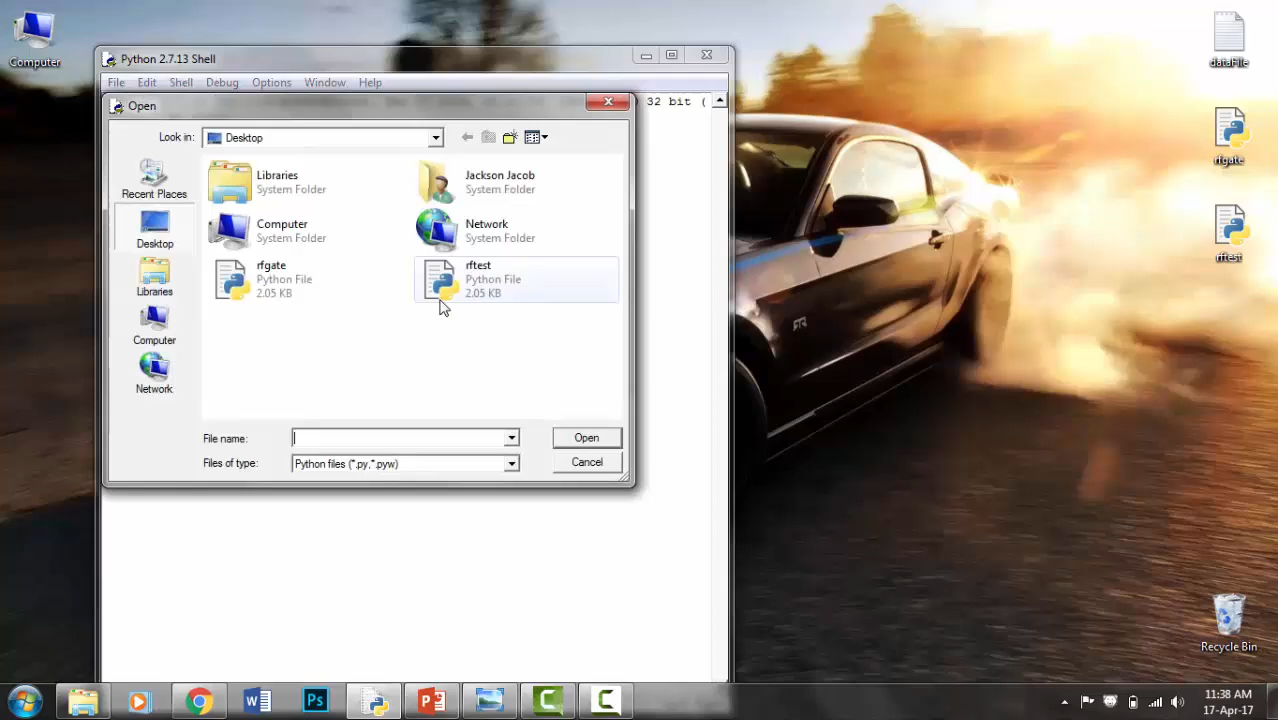 Computer
dataFile
rfgate
rftest
Recycle Bin
Python 2.7.13 Shell
File Edit Shell Debug Options Window Help
32 bit (
Open
Look in: Desktop
Recent Places
Desktop
Libraries
Computer
Network
Libraries
System Folder
Jackson Jacob
System Folder
Computer
System Folder
Network
System Folder
rfgate
Python File
2.05 KB
rftest
Python File
2.05 KB
File name: Open
Files of type: Python files (*.py,*.pyw) Cancel
W Ps P C C
11:38 AM
17-Apr-17